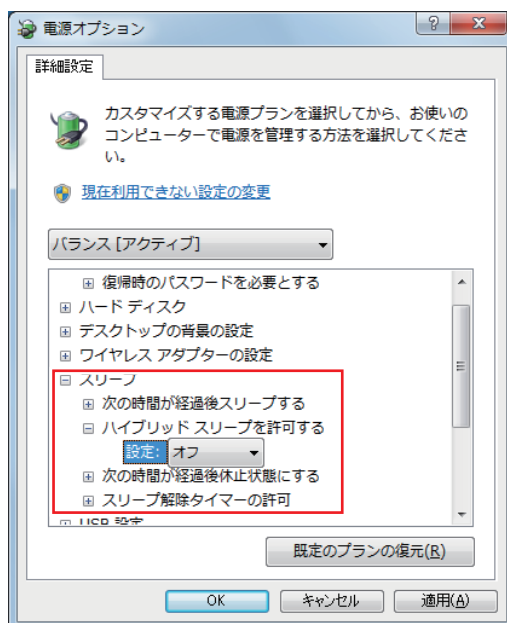 電源オプション
詳細設定
カスタマイズする電源プランを選択してから、お使いの
コンピューターで電源を管理する方法を選択してくださ
い。
現在利用できない設定の変更
バランス [アクティブ]
復帰時のパスワードを必要とする
ハード ディスク
デスクトップの背景の設定
ワイヤレス アダプターの設定
スリープ
次の時間が経過後スリープする
ハイブリッド スリープを許可する
設定: オフ
次の時間が経過後休止状態にする
スリープ解除タイマーの許可
USB 設定
既定のプランの復元(R)
OK キャンセル 適用(A)